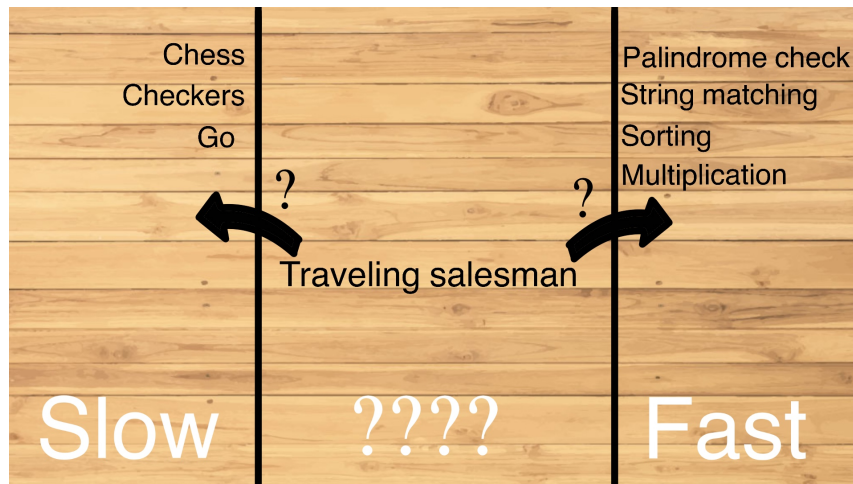 Chess
Checkers
Go
?
Traveling salesman
?
Palindrome check
String matching
Sorting
Multiplication
Slow
????
Fast